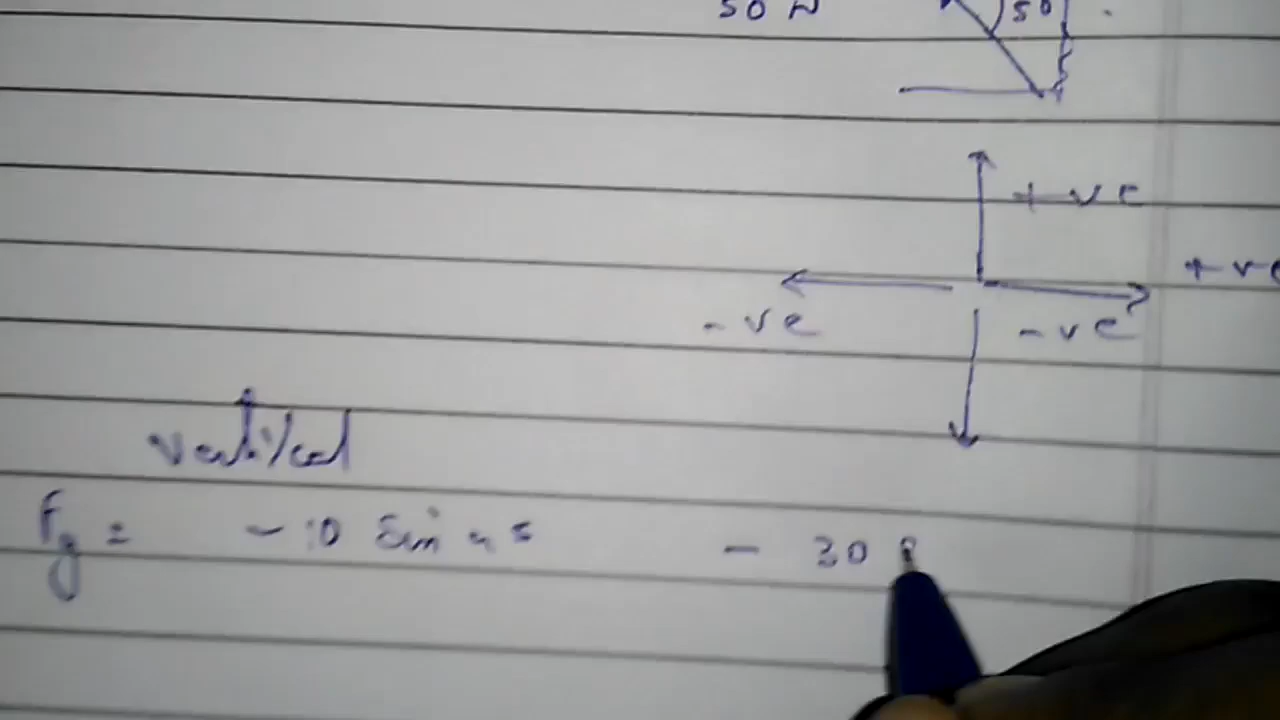 50 N 50
+ ve
+ ve
- ve - ve
Vertical
Fy = - 10 Sin 45 - 30